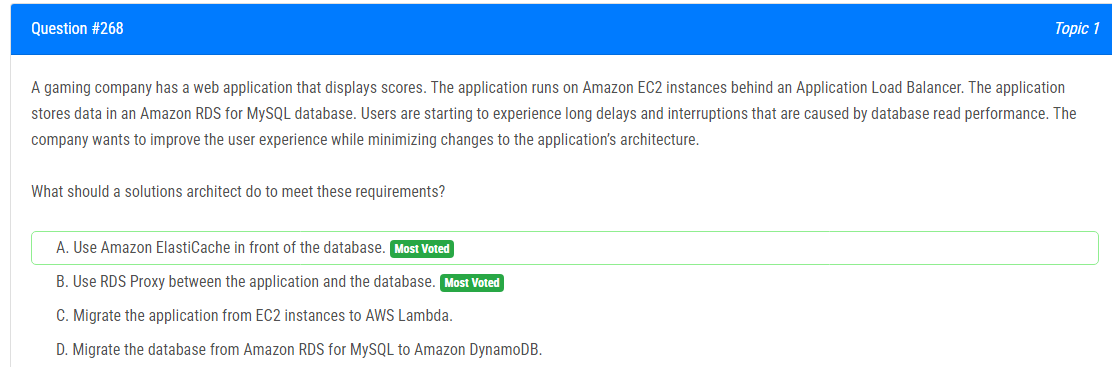 Question #268
Topic 1
A gaming company has a web application that displays scores. The application runs on Amazon EC2 instances behind an Application Load Balancer. The application
stores data in an Amazon RDS for MySQL database. Users are starting to experience long delays and interruptions that are caused by database read performance. The
company wants to improve the user experience while minimizing changes to the application’s architecture.
What should a solutions architect do to meet these requirements?
A. Use Amazon ElastiCache in front of the database. Most Voted
B. Use RDS Proxy between the application and the database. Most Voted
C. Migrate the application from EC2 instances to AWS Lambda.
D. Migrate the database from Amazon RDS for MySQL to Amazon DynamoDB.